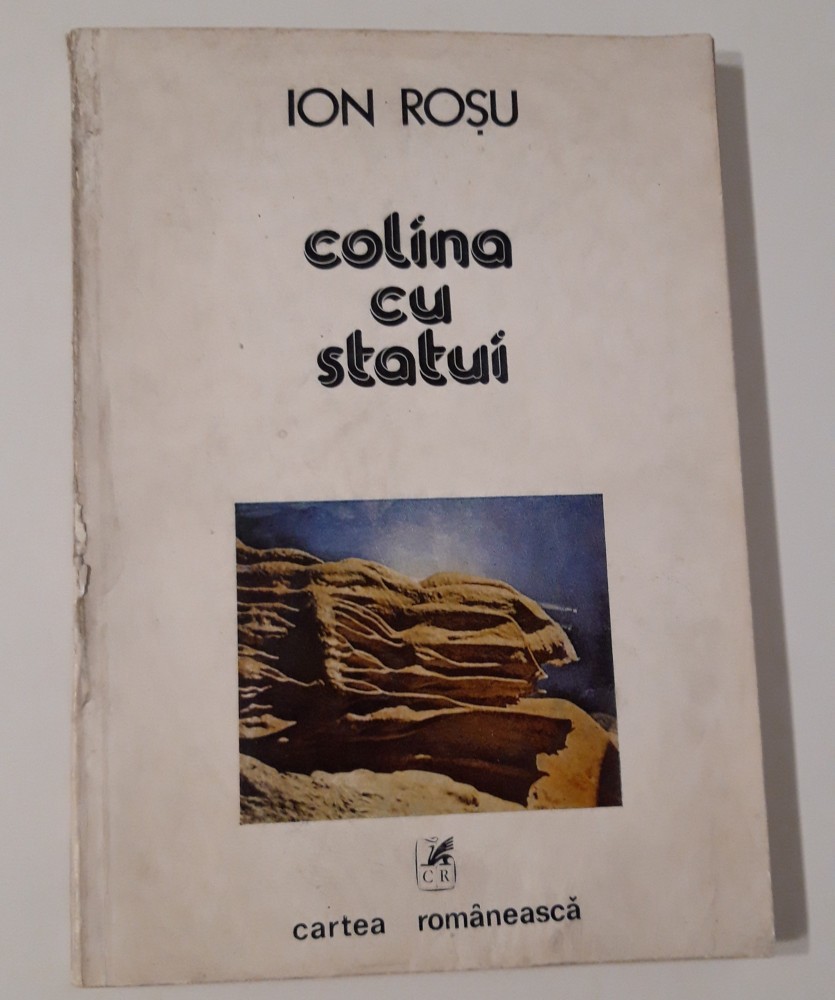 ION ROȘU
colina
cu
statui
CR
cartea românească